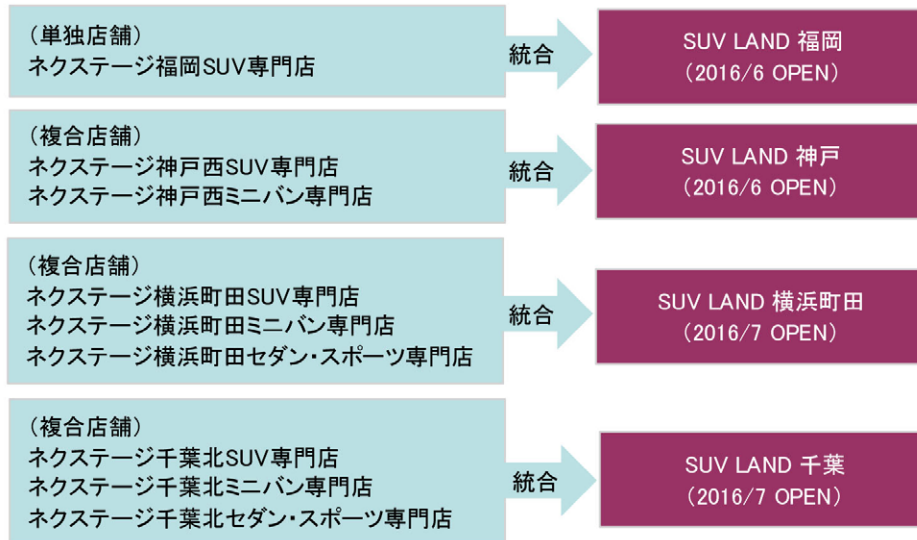 (単独店舗)
ネクステージ福岡SUV専門店
統合
SUV LAND 福岡
(2016/6 OPEN)
(複合店舗)
ネクステージ神戸西SUV専門店
ネクステージ神戸西ミニバン専門店
統合
SUV LAND 神戸
(2016/6 OPEN)
(複合店舗)
ネクステージ横浜町田SUV専門店
ネクステージ横浜町田ミニバン専門店
ネクステージ横浜町田セダン・スポーツ専門店
統合
SUV LAND 横浜町田
(2016/7 OPEN)
(複合店舗)
ネクステージ千葉北SUV専門店
ネクステージ千葉北ミニバン専門店
ネクステージ千葉北セダン・スポーツ専門店
統合
SUV LAND 千葉
(2016/7 OPEN)